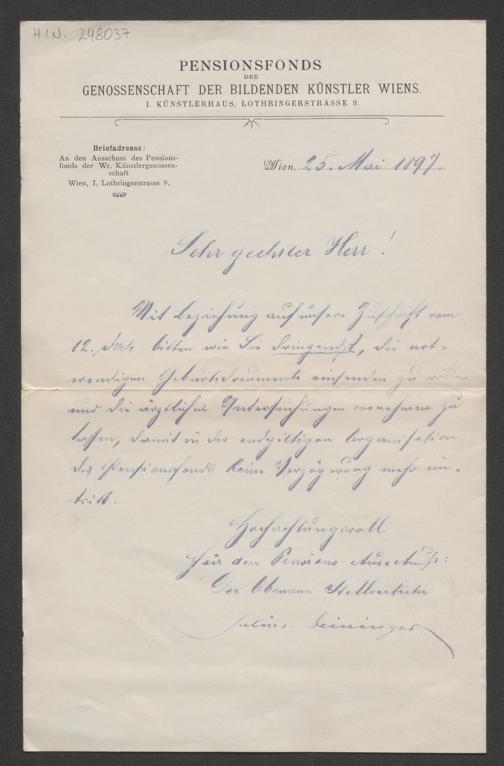 H.I.N. 248037
PENSIONSFONDS
DER
GENOSSENSCHAFT DER BILDENDEN KÜNSTLER WIENS.
I. KÜNSTLERHAUS, LOTHRINGERSTRASSE 9.
Briefadresse:
An den Ausschuss des Pensions-
fonds der Wr. Künstlergenossen-
schaft
Wien, I. Lothringerstrasse 9.
Wien, 25. Mai 1897.
Sehr geehrter Herr!
Mit Beziehung auf unsere Zuschrift vom
12. bitten wir Sie dringendst, die not-
wendigen Geburtsdocumente einsenden zu wollen
und die ärztlichen Untersuchungen vornehmen zu
lassen, damit in der endgiltigen Organisation
des Pensionsfonds keine Verzögerung mehr ein-
tritt.
Hochachtungsvoll
Für den Pensions-Ausschuß:
Der Obmann Stellvertreter
Julius Deininger